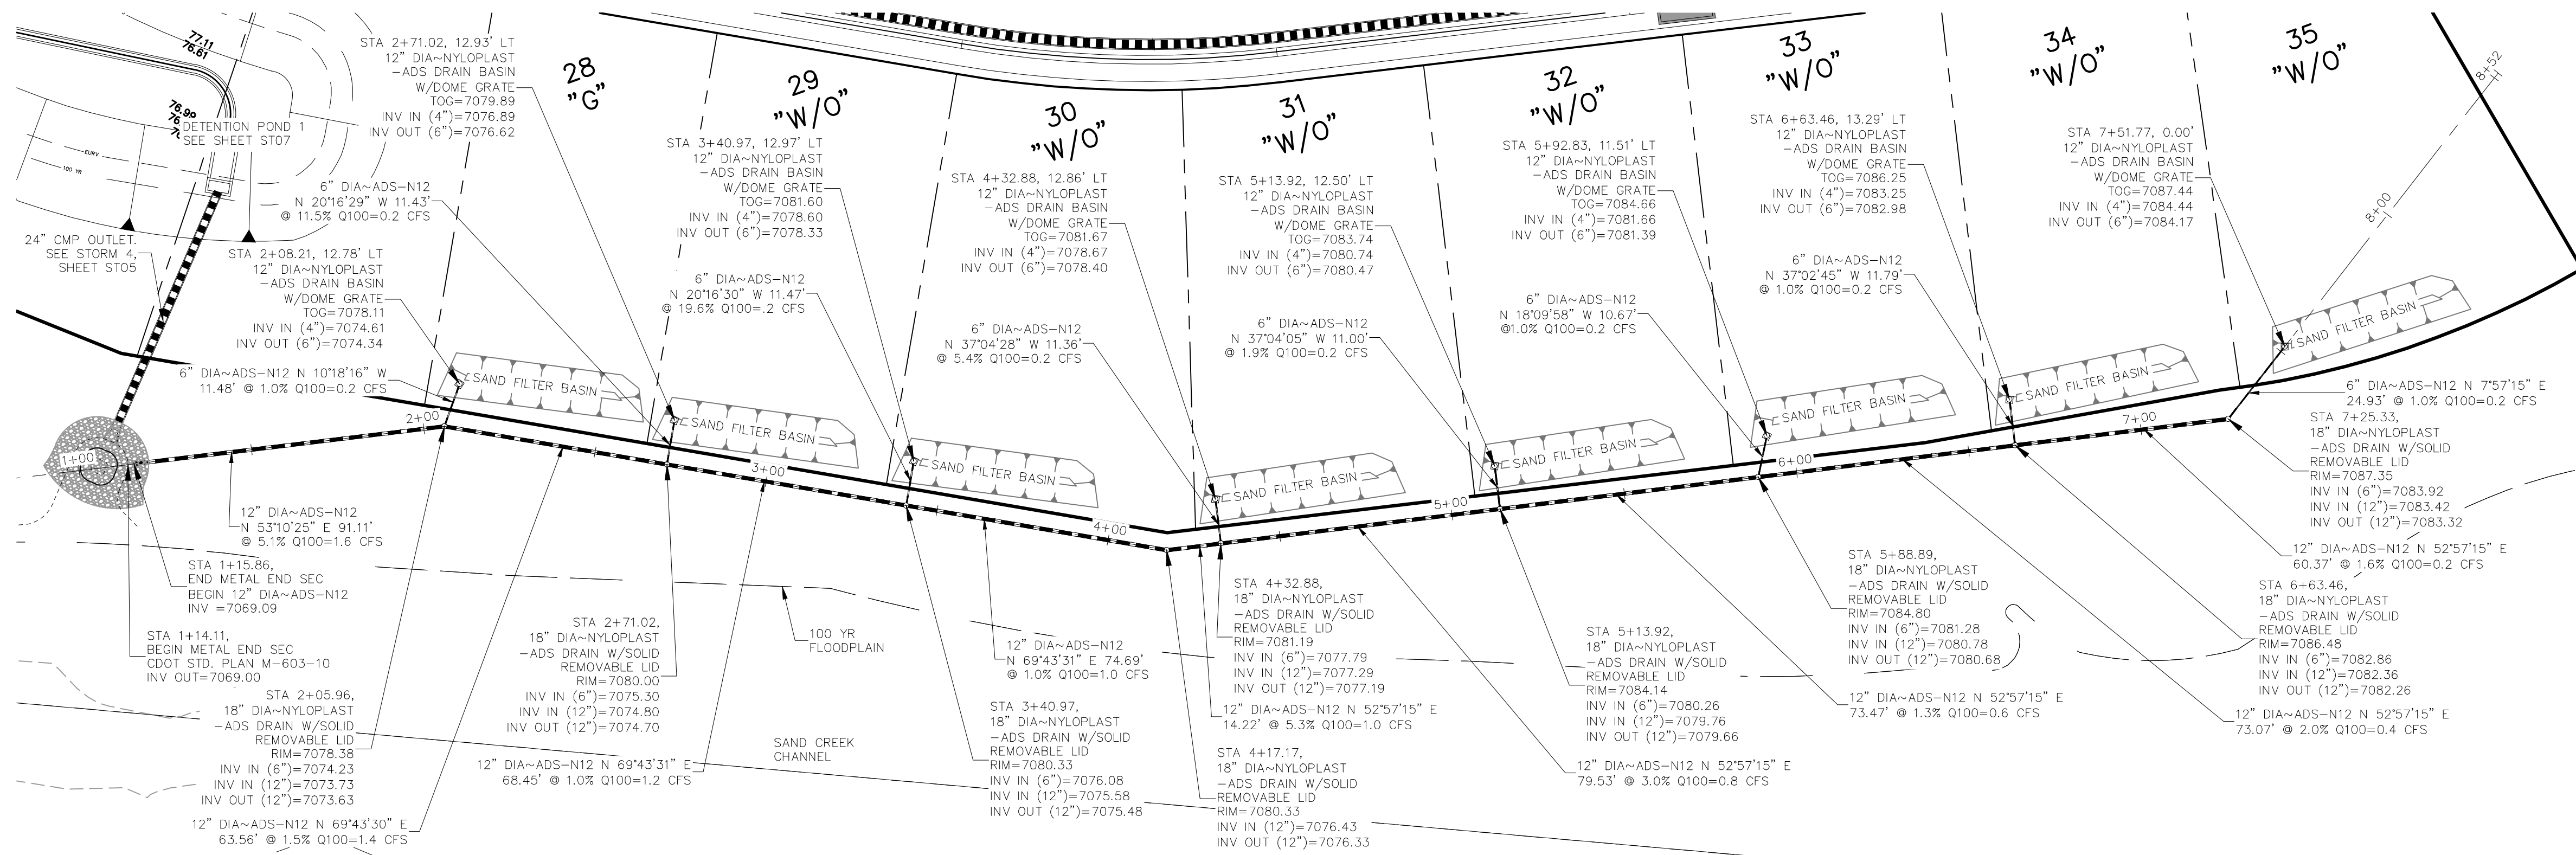 77.11
76.61
76.99
DETENTION POND 1
SEE SHEET ST07
EURV
100 YR
24" CMP OUTLET.
SEE STORM 4,
SHEET ST05
STA 2+71.02, 12.93' LT
12" DIA~NYLOPLAST
-ADS DRAIN BASIN
W/DOME GRATE
TOG=7079.89
INV IN (4")=7076.89
INV OUT (6")=7076.62
6" DIA~ADS-N12
N 20°16'29" W 11.43'
@ 11.5% Q100=0.2 CFS
STA 2+08.21, 12.78' LT
12" DIA~NYLOPLAST
-ADS DRAIN BASIN
W/DOME GRATE
TOG=7078.11
INV IN (4")=7074.61
INV OUT (6")=7074.34
6" DIA~ADS-N12 N 10°18'16" W
11.48' @ 1.0% Q100=0.2 CFS
28
"G"
29
"W/O"
30
"W/O"
31
"W/O"
32
"W/O"
33
"W/O"
34
"W/O"
35
"W/O"
STA 3+40.97, 12.97' LT
12" DIA~NYLOPLAST
-ADS DRAIN BASIN
W/DOME GRATE
TOG=7081.60
INV IN (4")=7078.60
INV OUT (6")=7078.33
6" DIA~ADS-N12
N 20°16'30" W 11.47'
@ 19.6% Q100=.2 CFS
STA 4+32.88, 12.86' LT
12" DIA~NYLOPLAST
-ADS DRAIN BASIN
W/DOME GRATE
TOG=7081.67
INV IN (4")=7078.67
INV OUT (6")=7078.40
6" DIA~ADS-N12
N 37°04'28" W 11.36'
@ 5.4% Q100=0.2 CFS
STA 5+13.92, 12.50' LT
12" DIA~NYLOPLAST
-ADS DRAIN BASIN
W/DOME GRATE
TOG=7083.74
INV IN (4")=7080.74
INV OUT (6")=7080.47
6" DIA~ADS-N12
N 37°04'05" W 11.00'
@ 1.9% Q100=0.2 CFS
STA 5+92.83, 11.51' LT
12" DIA~NYLOPLAST
-ADS DRAIN BASIN
W/DOME GRATE
TOG=7084.66
INV IN (4")=7081.66
INV OUT (6")=7081.39
6" DIA~ADS-N12
N 18°09'58" W 10.67'
@1.0% Q100=0.2 CFS
STA 6+63.46, 13.29' LT
12" DIA~NYLOPLAST
-ADS DRAIN BASIN
W/DOME GRATE
TOG=7086.25
INV IN (4")=7083.25
INV OUT (6")=7082.98
6" DIA~ADS-N12
N 37°02'45" W 11.79'
@ 1.0% Q100=0.2 CFS
STA 7+51.77, 0.00'
12" DIA~NYLOPLAST
-ADS DRAIN BASIN
W/DOME GRATE
TOG=7087.44
INV IN (4")=7084.44
INV OUT (6")=7084.17
8+52
8+00
SAND FILTER BASIN
SAND FILTER BASIN
SAND FILTER BASIN
SAND FILTER BASIN
SAND FILTER BASIN
SAND FILTER BASIN
SAND FILTER BASIN
SAND FILTER BASIN
1+00
2+00
3+00
4+00
5+00
6+00
7+00
6" DIA~ADS-N12 N 7°57'15" E
24.93' @ 1.0% Q100=0.2 CFS
STA 7+25.33,
18" DIA~NYLOPLAST
-ADS DRAIN W/SOLID
REMOVABLE LID
RIM=7087.35
INV IN (6")=7083.92
INV IN (12")=7083.42
INV OUT (12")=7083.32
12" DIA~ADS-N12 N 52°57'15" E
60.37' @ 1.6% Q100=0.2 CFS
STA 6+63.46,
18" DIA~NYLOPLAST
-ADS DRAIN W/SOLID
REMOVABLE LID
RIM=7086.48
INV IN (6")=7082.86
INV IN (12")=7082.36
INV OUT (12")=7082.26
12" DIA~ADS-N12 N 52°57'15" E
73.07' @ 2.0% Q100=0.4 CFS
STA 5+88.89,
18" DIA~NYLOPLAST
-ADS DRAIN W/SOLID
REMOVABLE LID
RIM=7084.80
INV IN (6")=7081.28
INV IN (12")=7080.78
INV OUT (12")=7080.68
12" DIA~ADS-N12 N 52°57'15" E
73.47' @ 1.3% Q100=0.6 CFS
STA 5+13.92,
18" DIA~NYLOPLAST
-ADS DRAIN W/SOLID
REMOVABLE LID
RIM=7084.14
INV IN (6")=7080.26
INV IN (12")=7079.76
INV OUT (12")=7079.66
12" DIA~ADS-N12 N 52°57'15" E
79.53' @ 3.0% Q100=0.8 CFS
STA 4+32.88,
18" DIA~NYLOPLAST
-ADS DRAIN W/SOLID
REMOVABLE LID
RIM=7081.19
INV IN (6")=7077.79
INV IN (12")=7077.29
INV OUT (12")=7077.19
12" DIA~ADS-N12 N 52°57'15" E
14.22' @ 5.3% Q100=1.0 CFS
STA 4+17.17,
18" DIA~NYLOPLAST
-ADS DRAIN W/SOLID
REMOVABLE LID
RIM=7080.33
INV IN (12")=7076.43
INV OUT (12")=7076.33
12" DIA~ADS-N12
N 69°43'31" E 74.69'
@ 1.0% Q100=1.0 CFS
STA 3+40.97,
18" DIA~NYLOPLAST
-ADS DRAIN W/SOLID
REMOVABLE LID
RIM=7080.33
INV IN (6")=7076.08
INV IN (12")=7075.58
INV OUT (12")=7075.48
100 YR
FLOODPLAIN
SAND CREEK
CHANNEL
STA 2+71.02,
18" DIA~NYLOPLAST
-ADS DRAIN W/SOLID
REMOVABLE LID
RIM=7080.00
INV IN (6")=7075.30
INV IN (12")=7074.80
INV OUT (12")=7074.70
12" DIA~ADS-N12 N 69°43'31" E
68.45' @ 1.0% Q100=1.2 CFS
12" DIA~ADS-N12
N 53°10'25" E 91.11'
@ 5.1% Q100=1.6 CFS
STA 1+15.86,
END METAL END SEC
BEGIN 12" DIA~ADS-N12
INV =7069.09
STA 1+14.11,
BEGIN METAL END SEC
CDOT STD. PLAN M-603-10
INV OUT=7069.00
STA 2+05.96,
18" DIA~NYLOPLAST
-ADS DRAIN W/SOLID
REMOVABLE LID
RIM=7078.38
INV IN (6")=7074.23
INV IN (12")=7073.73
INV OUT (12")=7073.63
12" DIA~ADS-N12 N 69°43'30" E
63.56' @ 1.5% Q100=1.4 CFS